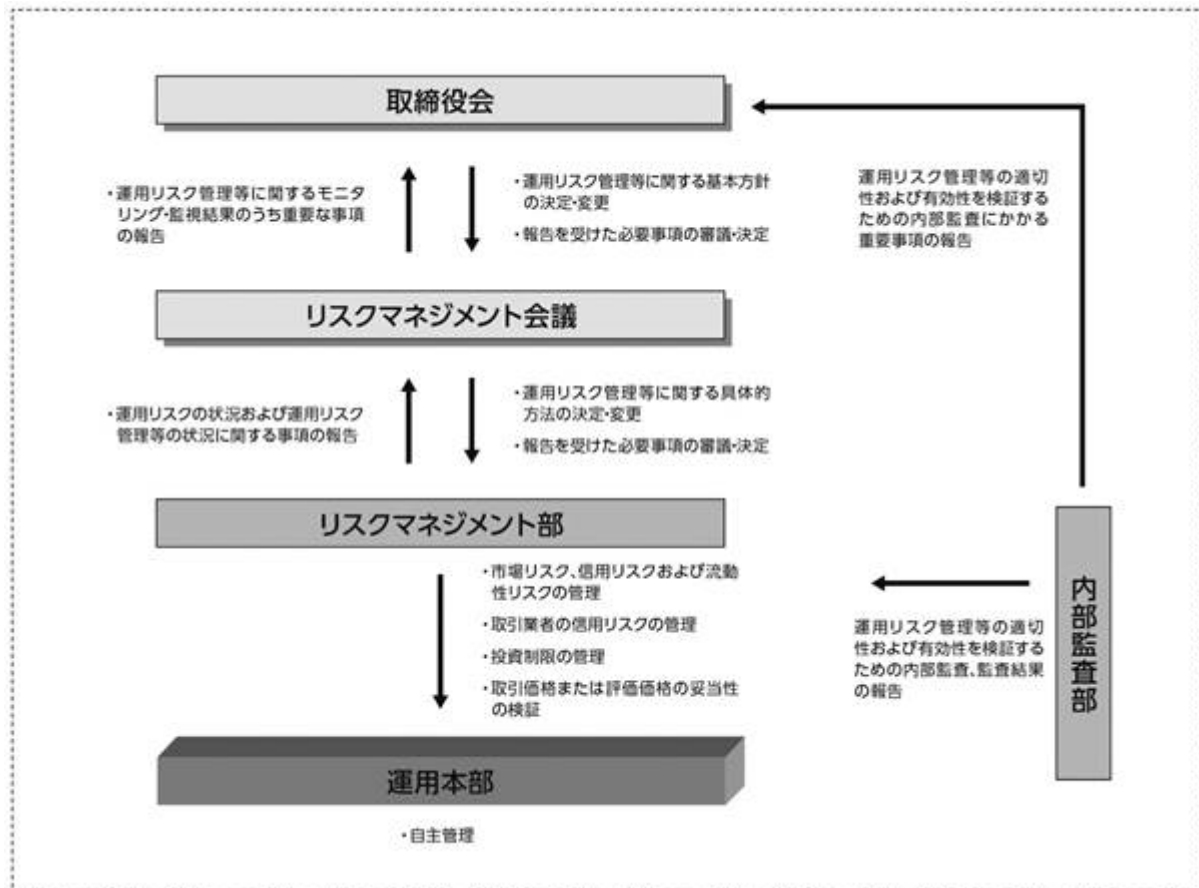 取締役会
・運用リスク管理等に関するモニタ
リング・監視結果のうち重要な事項
の報告
・運用リスク管理等に関する基本方針
の決定・変更
・報告を受けた必要事項の審議・決定
運用リスク管理等の適切
性および有効性を検証す
るための内部監査にかかる
重要事項の報告
リスクマネジメント会議
・運用リスクの状況および運用リスク
管理等の状況に関する事項の報告
・運用リスク管理等に関する具体的
方法の決定・変更
・報告を受けた必要事項の審議・決定
リスクマネジメント部
・市場リスク、信用リスクおよび流動
性リスクの管理
・取引業者の信用リスクの管理
・投資制限の管理
・取引価格または評価価格の妥当性
の検証
運用リスク管理等の適切
性および有効性を検証する
ための内部監査、監査結果
の報告
内部監査部
運用本部
・自主管理